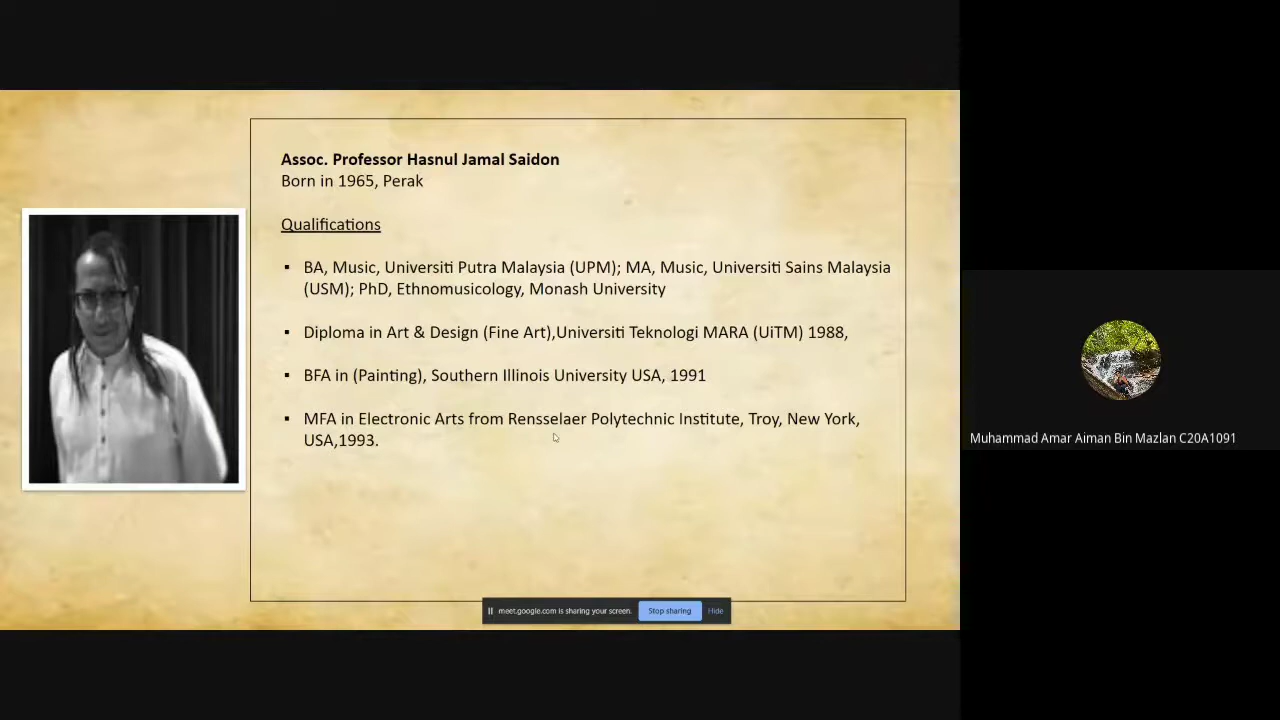 Assoc. Professor Hasnul Jamal Saidon
Born in 1965, Perak
Qualifications
▪ BA, Music, Universiti Putra Malaysia (UPM); MA, Music, Universiti Sains Malaysia
(USM); PhD, Ethnomusicology, Monash University
▪ Diploma in Art & Design (Fine Art),Universiti Teknologi MARA (UiTM) 1988,
▪ BFA in (Painting), Southern Illinois University USA, 1991
▪ MFA in Electronic Arts from Rensselaer Polytechnic Institute, Troy, New York,
USA,1993.
meet.google.com is sharing your screen. Stop sharing Hide
Muhammad Amar Aiman Bin Mazlan C20A1091